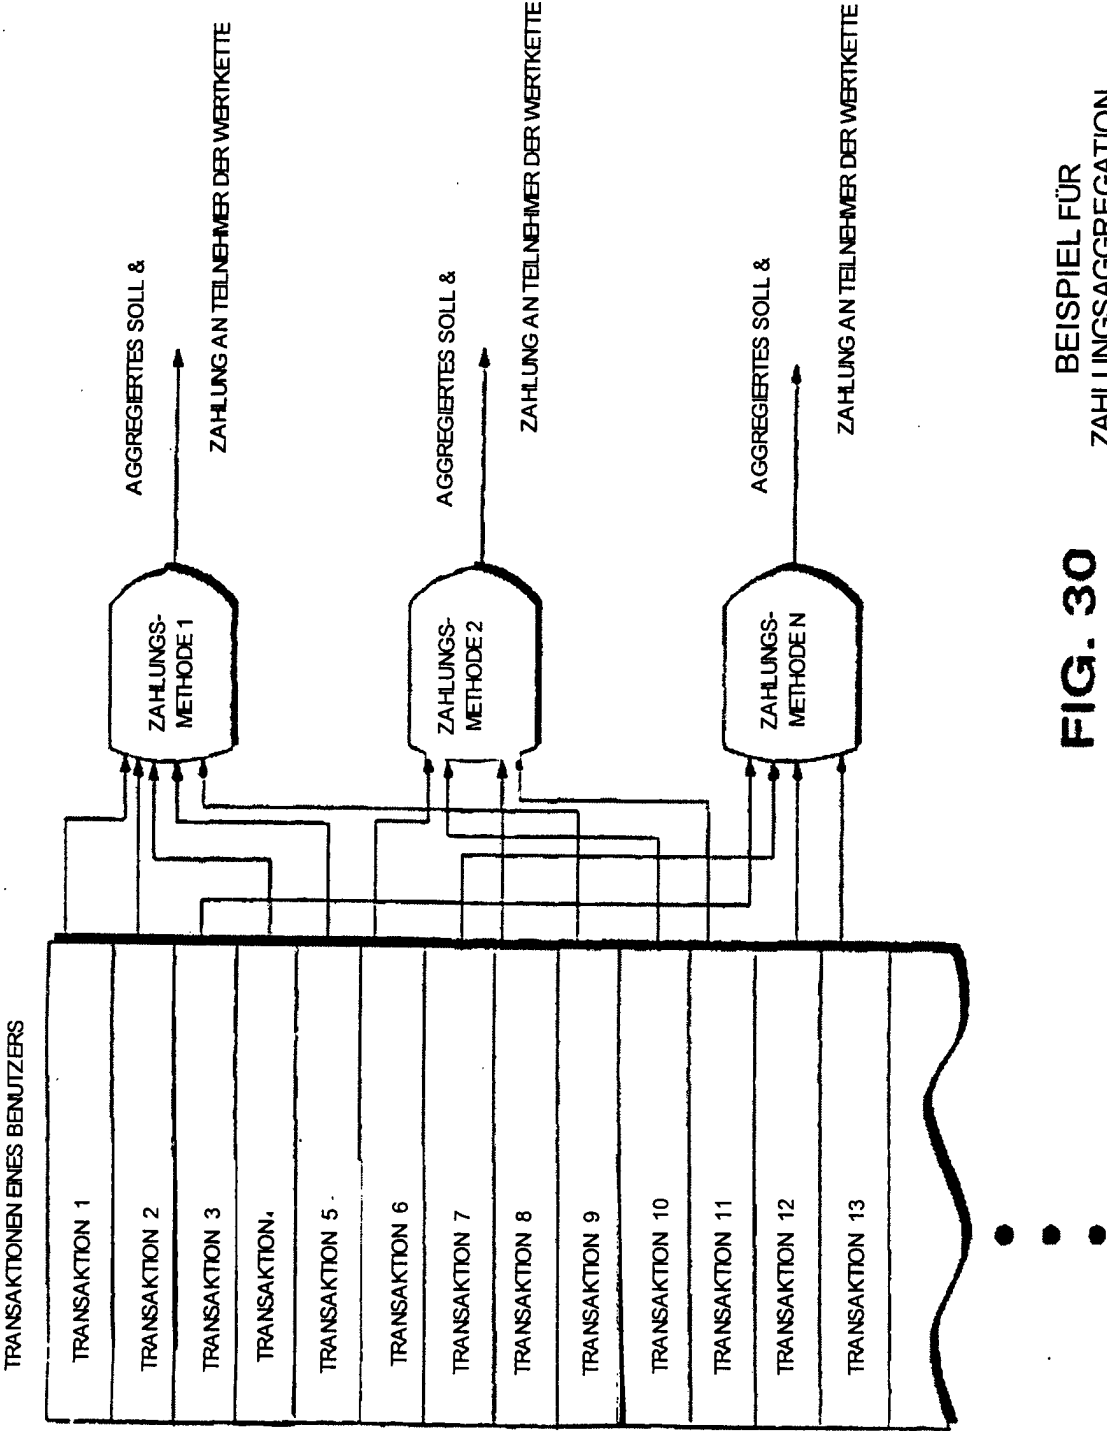 TRANSAKTIONEN EINES BENUTZERS
TRANSAKTION 1
TRANSAKTION 2
TRANSAKTION 3
TRANSAKTION
TRANSAKTION 5
TRANSAKTION 6
TRANSAKTION 7
TRANSAKTION 8
TRANSAKTION 9
TRANSAKTION 10
TRANSAKTION 11
TRANSAKTION 12
TRANSAKTION 13
ZAHLUNGS-
METHODE 1
AGGREGIERTES SOLL &
ZAHLUNG AN TEILNEHMER DER WERTKETTE
ZAHLUNGS-
METHODE 2
AGGREGIERTES SOLL &
ZAHLUNG AN TEILNEHMER DER WERTKETTE
ZAHLUNGS-
METHODE N
AGGREGIERTES SOLL &
ZAHLUNG AN TEILNEHMER DER WERTKETTE
FIG. 30
BEISPIEL FÜR
ZAHLUNGSAGGREGATION